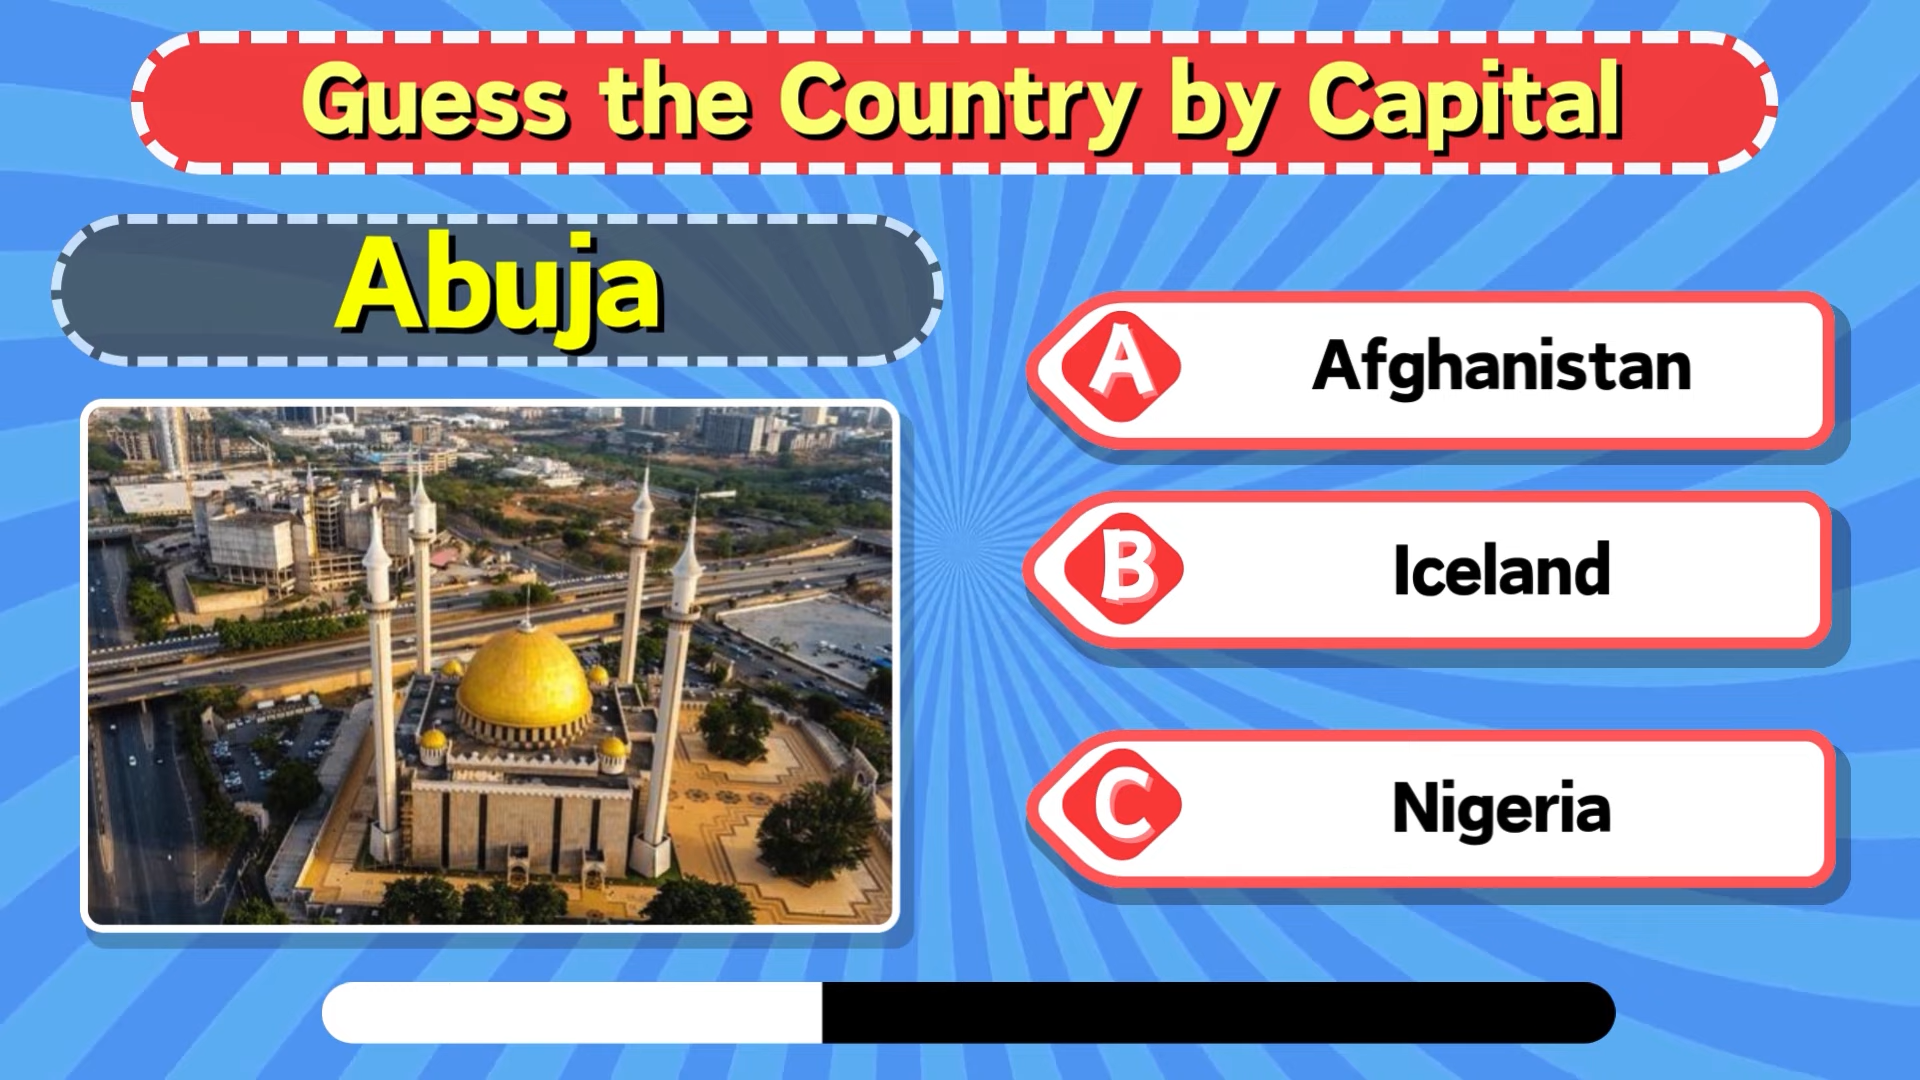 Guess the Country by Capital
Abuja
A Afghanistan
B Iceland
C Nigeria